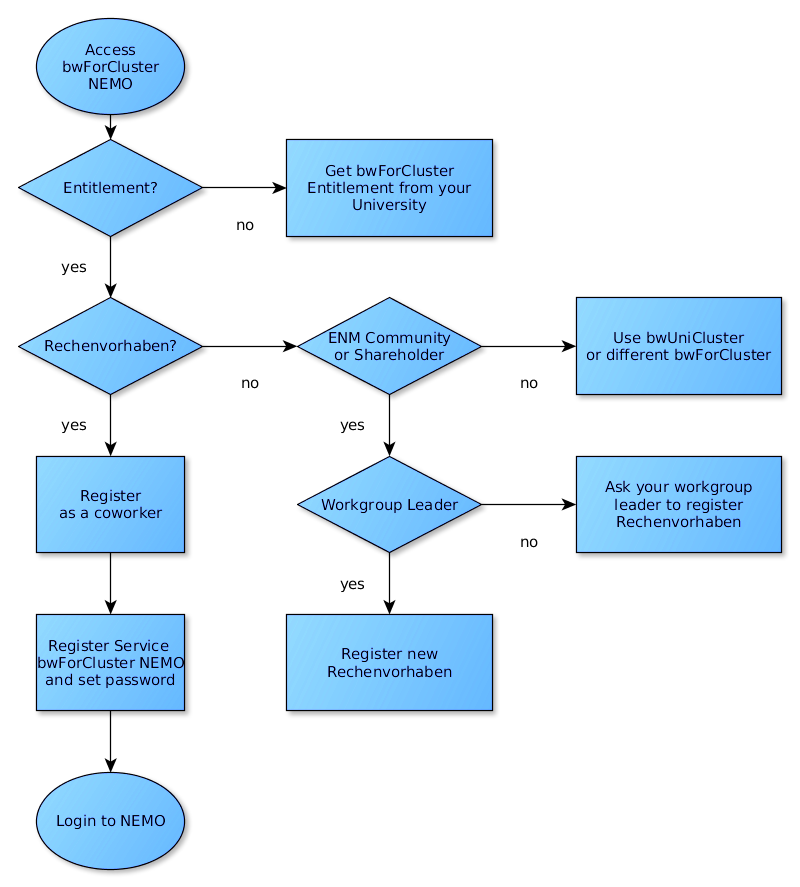 Access
bwForCluster
NEMO
Entitlement?
no
Get bwForCluster
Entitlement from your
University
yes
Rechenvorhaben?
no
ENM Community
or Shareholder
no
Use bwUniCluster
or different bwForCluster
yes
yes
Register
as a coworker
Workgroup Leader
no
Ask your workgroup
leader to register
Rechenvorhaben
yes
Register Service
bwForCluster NEMO
and set password
Register new
Rechenvorhaben
Login to NEMO